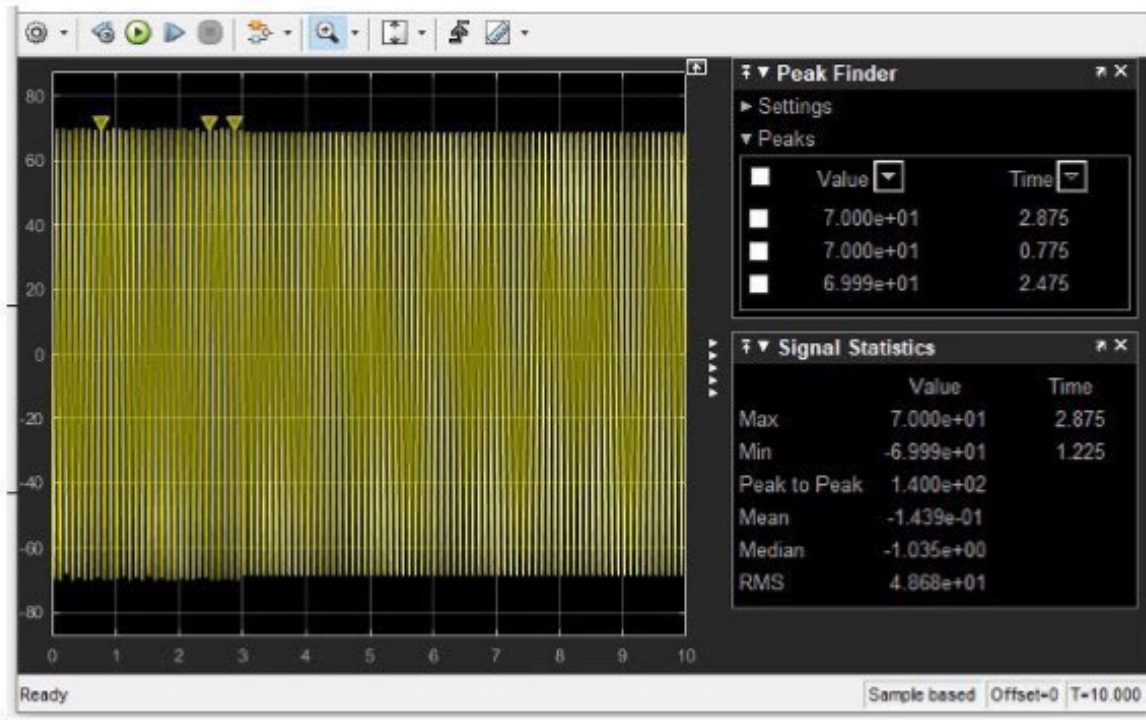 80
60
40
20
0
-20
-40
-60
-80
0 1 2 3 4 5 6 7 8 9 10
Peak Finder
Settings
Peaks
Value Time
7.000e+01 2.875
7.000e+01 0.775
6.999e+01 2.475
Signal Statistics
Value Time
Max 7.000e+01 2.875
Min -6.999e+01 1.225
Peak to Peak 1.400e+02
Mean -1.439e-01
Median -1.035e+00
RMS 4.868e+01
Ready Sample based Offset=0 T=10.000